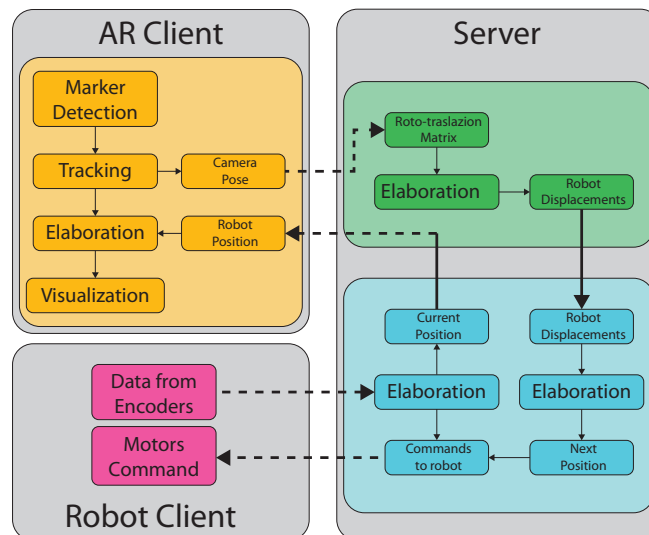 AR Client
Marker
Detection
Tracking
Camera
Pose
Elaboration
Robot
Position
Visualization
Server
Roto-traslazion
Matrix
Elaboration
Robot
Displacements
Current
Position
Robot
Displacements
Elaboration
Elaboration
Commands
to robot
Next
Position
Data from
Encoders
Motors
Command
Robot Client